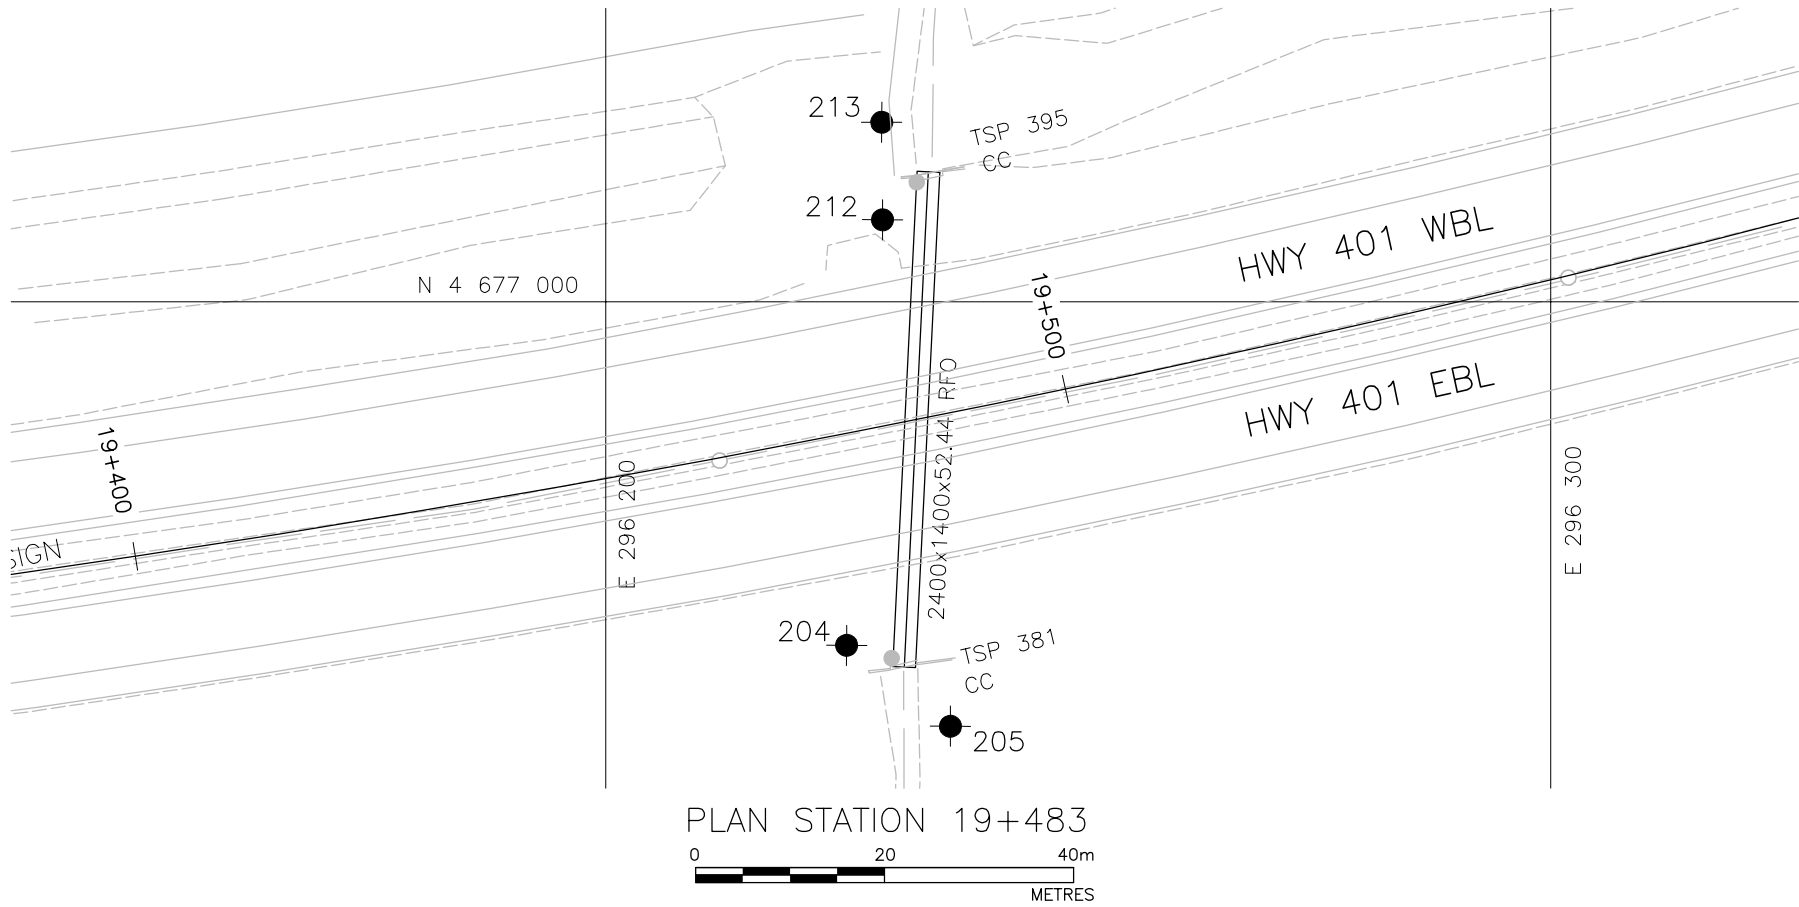 213
TSP 395
CC
212
HWY 401 WBL
N 4 677 000
19+500
2400x1400x52.44 RFO
HWY 401 EBL
19+400
E 296 200
E 296 300
SIGN
204
TSP 381
CC
205
PLAN STATION 19+483
0 20 40m
METRES